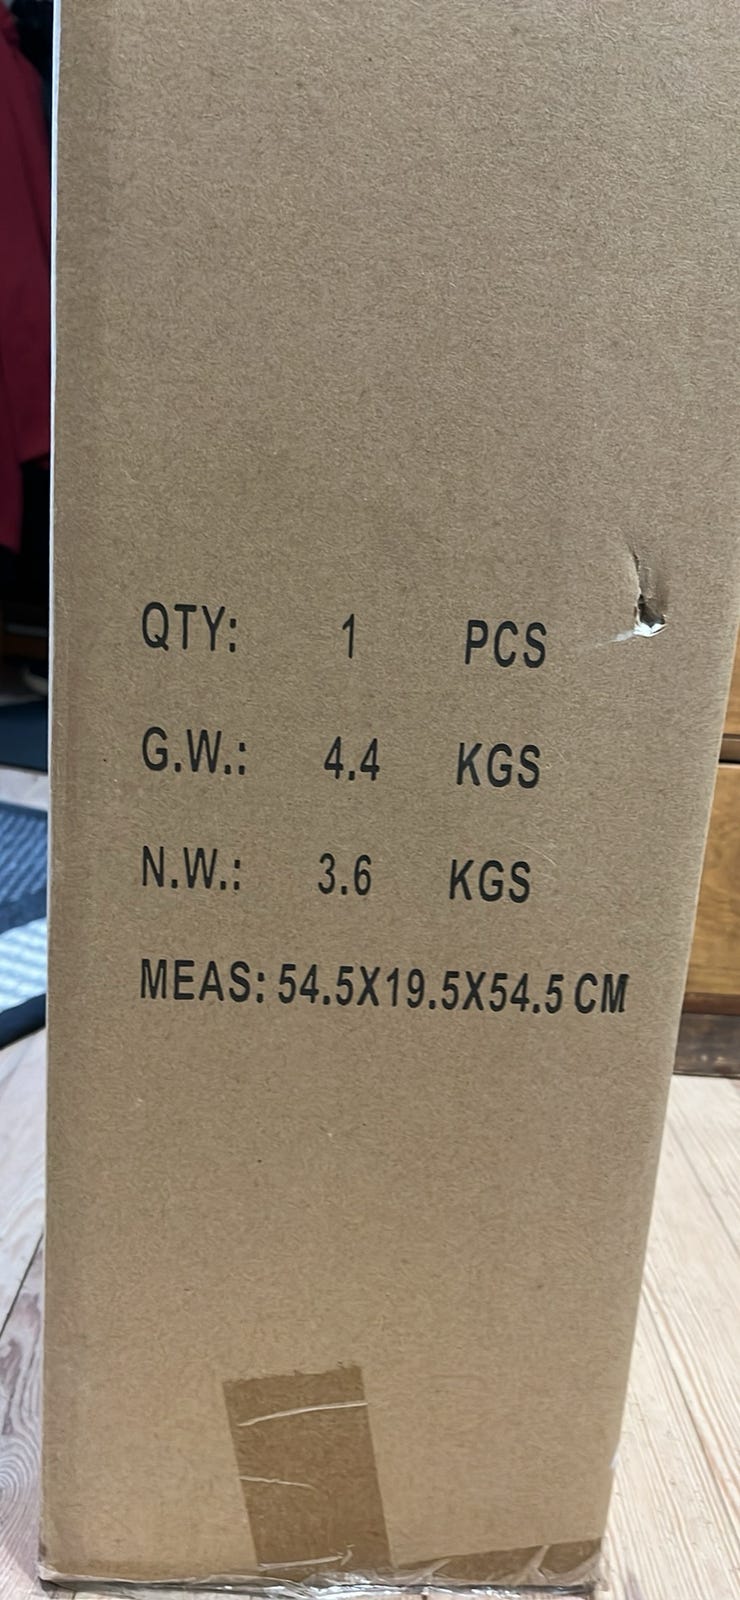 QTY: 1 PCS
G.W.: 4.4 KGS
N.W.: 3.6 KGS
MEAS: 54.5X19.5X54.5 CM